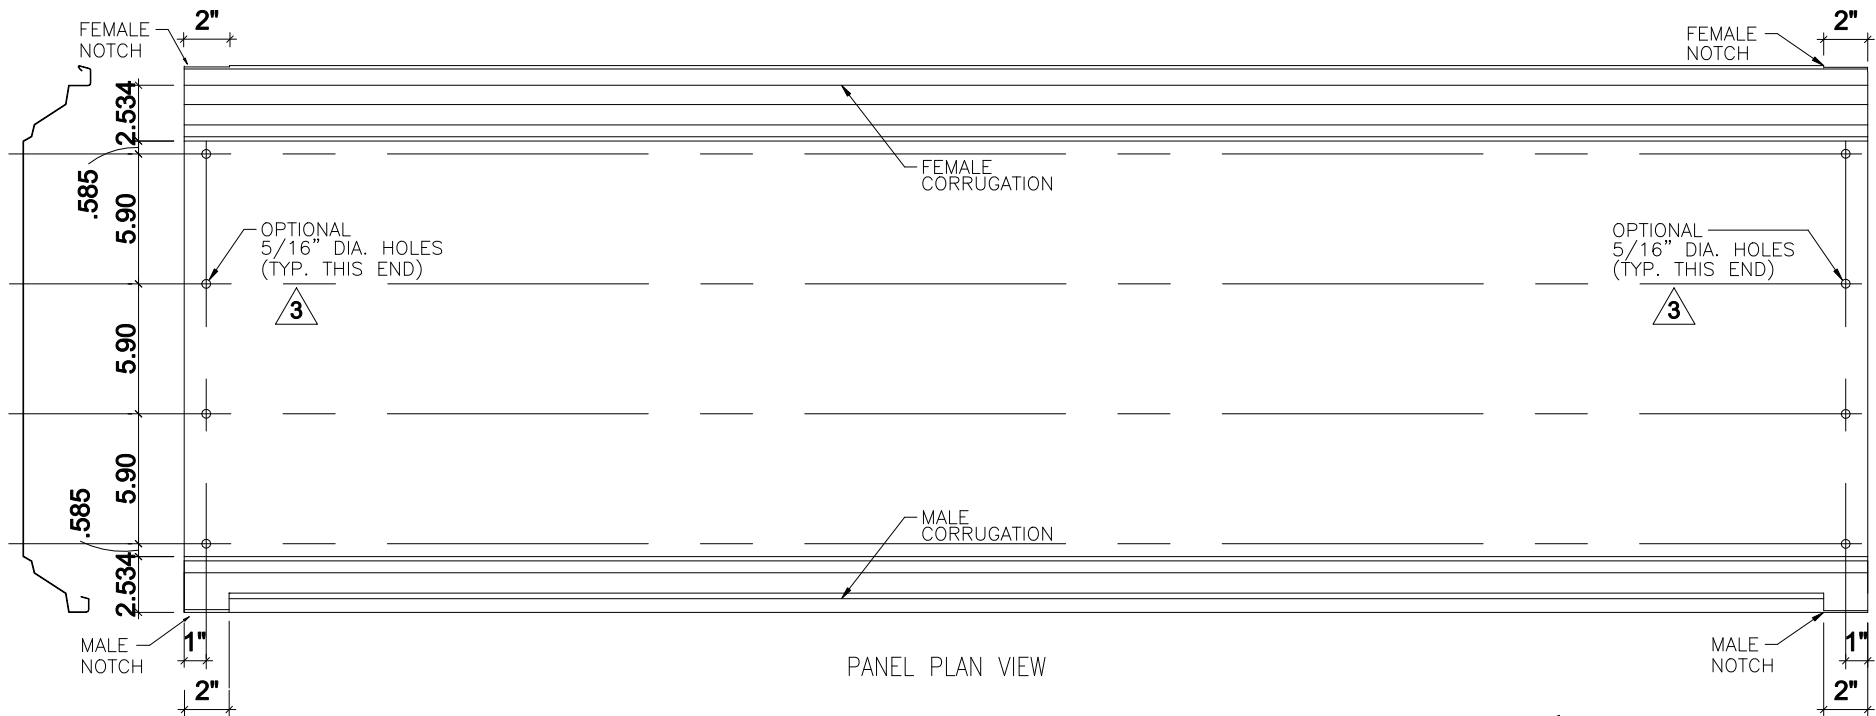 2"
2"
FEMALE
NOTCH
FEMALE
NOTCH
2.534
.585
5.90
FEMALE
CORRUGATION
OPTIONAL
5/16" DIA. HOLES
(TYP. THIS END)
3
OPTIONAL
5/16" DIA. HOLES
(TYP. THIS END)
3
5.90
5.90
.585
MALE
CORRUGATION
2.534
MALE
NOTCH
1"
PANEL PLAN VIEW
MALE
NOTCH
1"
2"
2"